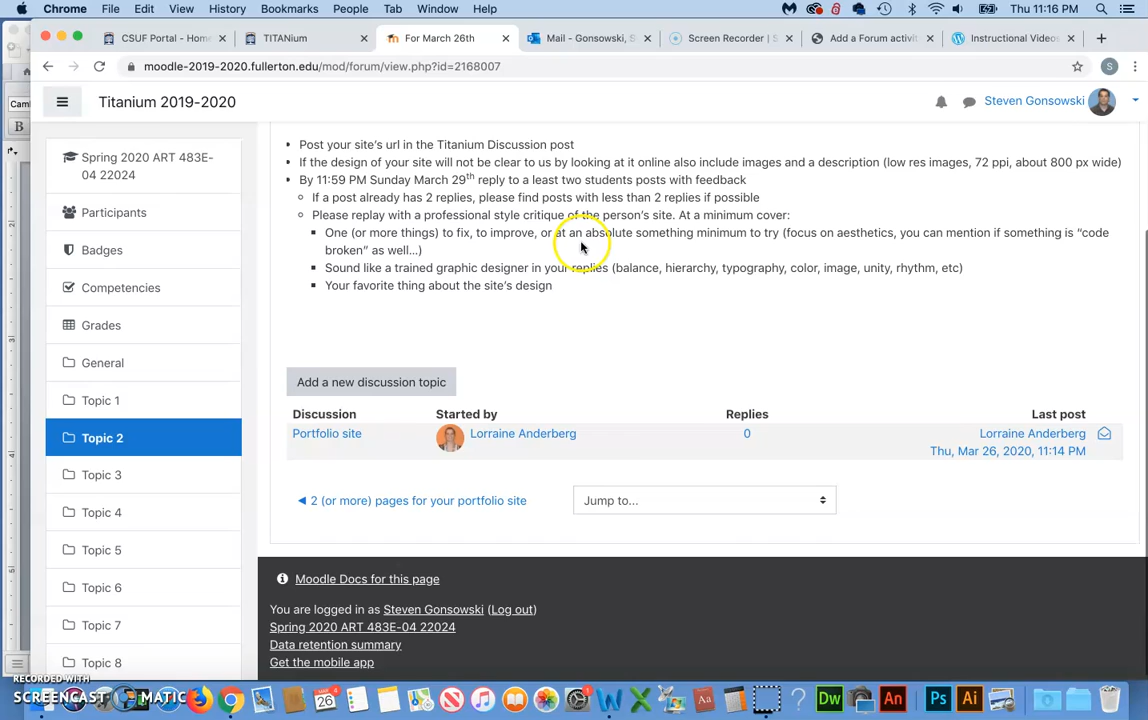 Chrome File Edit View History Bookmarks People Tab Window Help Thu 11:16 PM
CSUF Portal - Home TITANium For March 26th Mail - Gonsowski, S Screen Recorder | S Add a Forum activit Instructional Videos
moodle-2019-2020.fullerton.edu/mod/forum/view.php?id=2168007
Titanium 2019-2020
Steven Gonsowski
Spring 2020 ART 483E-
04 22024
Participants
Badges
Competencies
Grades
General
Topic 1
Topic 2
Topic 3
Topic 4
Topic 5
Topic 6
Topic 7
Topic 8
Post your site's url in the Titanium Discussion post
If the design of your site will not be clear to us by looking at it online also include images and a description (low res images, 72 ppi, about 800 px wide)
By 11:59 PM Sunday March 29th reply to a least two students posts with feedback
If a post already has 2 replies, please find posts with less than 2 replies if possible
Please replay with a professional style critique of the person's site. At a minimum cover:
One (or more things) to fix, to improve, or at an absolute something minimum to try (focus on aesthetics, you can mention if something is "code
broken" as well...)
Sound like a trained graphic designer in your replies (balance, hierarchy, typography, color, image, unity, rhythm, etc)
Your favorite thing about the site's design
Add a new discussion topic
Discussion Started by Replies Last post
Portfolio site Lorraine Anderberg 0 Lorraine Anderberg
Thu, Mar 26, 2020, 11:14 PM
◀ 2 (or more) pages for your portfolio site
Jump to...
Moodle Docs for this page
You are logged in as Steven Gonsowski (Log out)
Spring 2020 ART 483E-04 22024
Data retention summary
Get the mobile app
RECORDED WITH
SCREENCAST MATIC